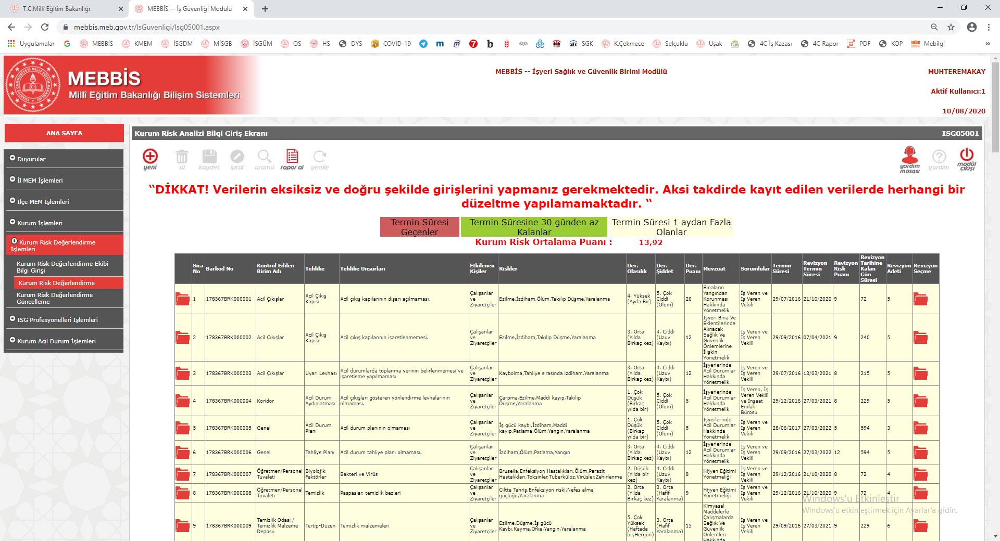 T.C.Millî Eğitim Bakanlığı
MEBBİS -- İş Güvenliği Modülü
mebbis.meb.gov.tr/IsGuvenligi/Isg05001.aspx
Uygulamalar MEBBİS KMEM İSGDM MİSGB İSGÜM OS HS DYS COVID-19 SGK K.Çekmece Selçuklu Uşak 4C İş Kazası 4C Rapor PDF KOP Mebilgi »
MEBBİS
Millî Eğitim Bakanlığı Bilişim Sistemleri
MEBBİS -- İşyeri Sağlık ve Güvenlik Birimi Modülü
MUHTEREMAKAY
Aktif Kullanıcı:1
10/08/2020
ANA SAYFA
Duyurular
İl MEM İşlemleri
İlçe MEM İşlemleri
Kurum İşlemleri
Kurum Risk Değerlendirme
İşlemleri
Kurum Risk Değerlendirme Ekibi
Bilgi Girişi
Kurum Risk Değerlendirme
Kurum Risk Değerlendirme
Güncelleme
ISG Profesyonelleri İşlemleri
Kurum Acil Durum İşlemleri
Kurum Risk Analizi Bilgi Giriş Ekranı ISG05001
yeni sil kaydet iptal arama rapor al yenile yardım masası yardım modül çıkışı
“DİKKAT! Verilerin eksiksiz ve doğru şekilde girişlerini yapmanız gerekmektedir. Aksi takdirde kayıt edilen verilerde herhangi bir
düzeltme yapılamamaktadır. “
Termin Süresi Geçenler
Termin Süresine 30 günden az Kalanlar
Termin Süresi 1 aydan Fazla Olanlar
Kurum Risk Ortalama Puanı : 13,92
Sira No Barkod No Kontrol Edilen Birim Adı Tehlike Tehlike Unsurları Etkilenen Kişiler Riskler Der. Olasılık Der. Şiddet Der. Puanı Mevzuat Sorumlular Termin Süresi Revizyon Termin Süresi Revizyon Risk Puanı Revizyon Tarihine Kalan Gün Süresi Revizyon Adeti Revizyon Seçme
1 178367BRK000001 Acil Çıkışlar Acil Çıkış Kapısı Acil çıkış kapılarının dışarı açılmaması. Çalışanlar ve Ziyaretçiler Ezilme,İzdiham,Ölüm,Takılıp Düşme,Yaralanma 4. Yüksek (Ayda Bir) 5. Çok Ciddi (Ölüm) 20 Binaların Yangından Korunması Hakkında Yönetmelik İş Veren ve İş Veren Vekili 29/07/2016 21/10/2020 9 72 5
2 178367BRK000002 Acil Çıkışlar Acil Çıkış Kapısı Acil çıkış kapılarının işaretlenmemesi. Çalışanlar ve Ziyaretçiler Ezilme,İzdiham,Takılıp Düşme,Yaralanma 3. Orta (Yılda Birkaç kez) 4. Ciddi (Uzuv Kaybı) 12 İşyeri Bina Ve Eklentilerinde Alınacak Sağlık Ve Güvenlik Önlemlerine İlişkin Yönetmelik İş Veren ve İş Veren Vekili 29/09/2016 07/04/2021 9 240 5
3 178367BRK000003 Acil Çıkışlar Uyarı Levhası Acil durumlarda toplanma yerinin belirlenmemesi ve işaretleme yapılmaması Çalışanlar ve Ziyaretçiler Kaybolma,Tahliye sırasında izdiham,Yaralanma 3. Orta (Yılda Birkaç kez) 4. Ciddi (Uzuv Kaybı) 12 İşyerlerinde Acil Durumlar Hakkında Yönetmelik İş Veren ve İş Veren Vekili 29/07/2016 13/03/2021 8 215 5
4 178367BRK000004 Koridor Acil Durum Aydınlatması Acil çıkışları gösteren yönlendirme levhalarının olmaması. Çalışanlar ve Ziyaretçiler Çarpma,Ezilme,Maddi kayıp,Takılıp Düşme,Yaralanma 1. Çok Düşük (Birkaç yılda bir) 5. Çok Ciddi (Ölüm) 5 İşyerlerinde Acil Durumlar Hakkında Yönetmelik İş Veren, İş Veren Vekili ve İnşaat Emlak Bürosu 29/12/2016 27/03/2021 8 229 5
5 178367BRK000005 Genel Acil Durum Planı Acil durum planının olmaması Çalışanlar ve Ziyaretçiler İş gücü kaybı,İzdiham,Maddi kayıp,Patlama,Ölüm,Yangın,Yaralanma 1. Çok Düşük (Birkaç yılda bir) 5. Çok Ciddi (Ölüm) 5 İşyerlerinde Acil Durumlar Hakkında Yönetmelik İş Veren ve İş Veren Vekili 28/06/2017 27/03/2022 5 594 3
6 178367BRK000006 Genel Tahliye Planı Acil durum tahliye planı olmaması. Çalışanlar ve Ziyaretçiler İzdiham,Ölüm,Patlama,Yangın 3. Orta (Yılda Birkaç kez) 4. Ciddi (Uzuv Kaybı) 12 İşyerlerinde Acil Durumlar Hakkında Yönetmelik İş Veren ve İş Veren Vekili 29/09/2016 27/03/2022 12 594 5
7 178367BRK000007 Öğretmen/Personel Tuvaleti Biyolojik Faktörler Bakteri ve Virüs Çalışanlar ve Ziyaretçiler Brusella,Enfeksiyon Hastalıkları,Ölüm,Parazit Hastalıkları,Toksinler,Tüberküloz,Virüsler,Zehirlenme 2. Düşük (Yılda bir kez) 4. Ciddi (Uzuv Kaybı) 8 Hijyen Eğitimi Yönetmeliği İş Veren ve İş Veren Vekili 29/12/2016 21/10/2020 8 72 4
8 178367BRK000008 Öğretmen/Personel Tuvaleti Temizlik Paspaslar, temizlik bezleri Çalışanlar ve Ziyaretçiler Ciltte Tahriş,Enfeksiyon riski,Nefes alma güçlüğü,Yaralanma 3. Orta (Yılda Birkaç kez) 3. Orta (Hafif Yaralanma) 9 Hijyen Eğitimi Yönetmeliği İş Veren ve İş Veren Vekili 29/12/2016 21/10/2020 9 72 4
9 178367BRK000009 Temizlik Odası / Temizlik Malzeme Deposu Tertip-Düzen Temizlik malzemeleri Çalışanlar ve Ziyaretçiler Ezilme,Düşme,İş gücü Kaybı,Kayma,Öfke,Yangın,Yaralanma 5. Çok Yüksek (Haftada bir,Hergün) 3. Orta (Hafif Yaralanma) 15 Kimyasal Maddelerle Çalışmalarda Sağlık Ve Güvenlik Önlemleri Hakkında İş Veren ve İş Veren Vekili 29/09/2016 27/03/2021 9 229 6
Windows'u Etkinleştir
Windows'u etkinleştirmek için Ayarlar'a gidin.